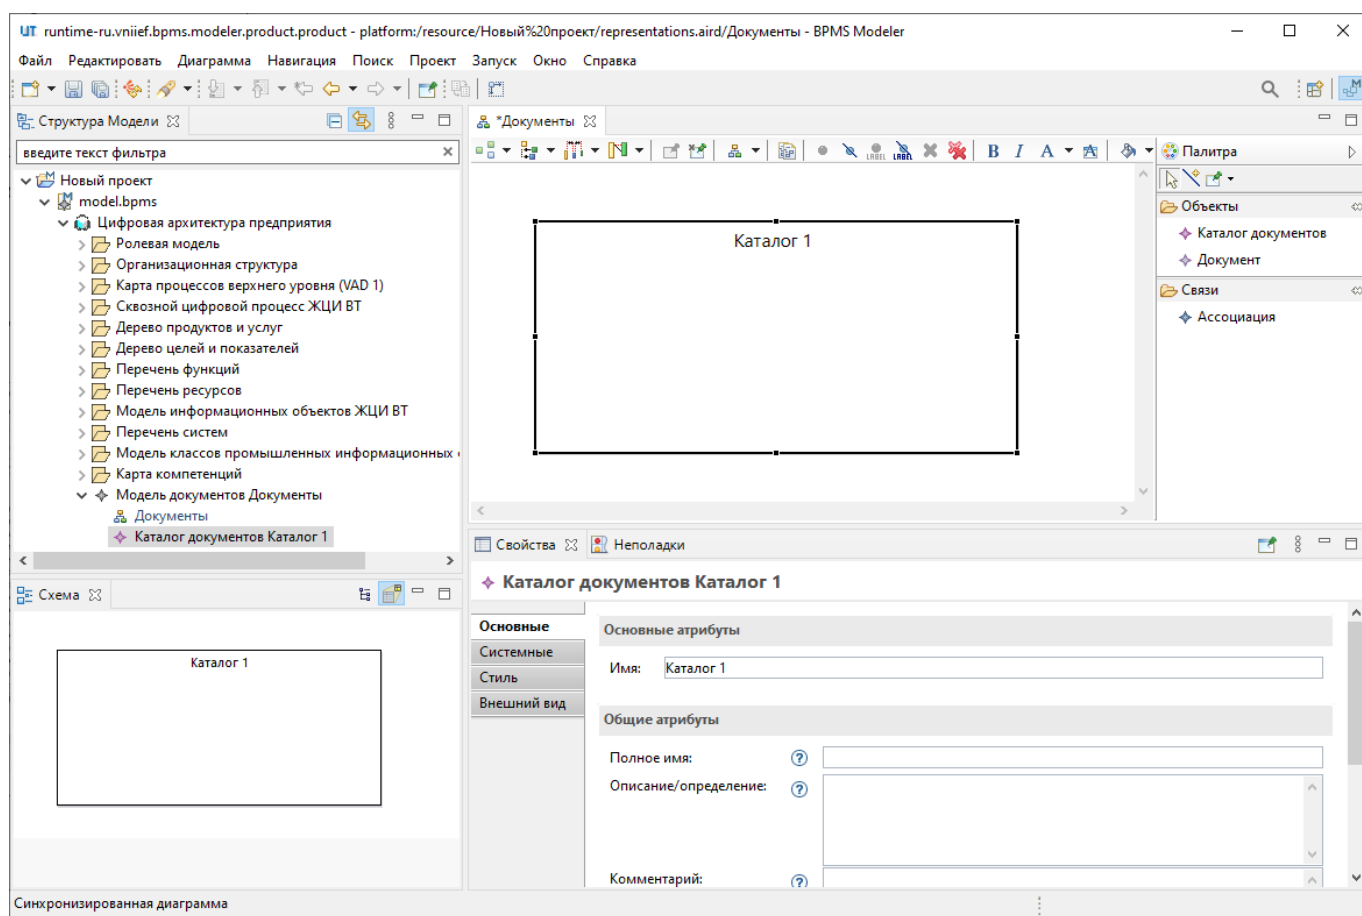 runtime-ru.vniief.bpms.modeler.product.product - platform:/resource/Новый%20проект/representations.aird/Документы - BPMS Modeler
Файл Редактировать Диаграмма Навигация Поиск Проект Запуск Окно Справка
Структура Модели
введите текст фильтра
Новый проект
model.bpms
Цифровая архитектура предприятия
Ролевая модель
Организационная структура
Карта процессов верхнего уровня (VAD 1)
Сквозной цифровой процесс ЖЦИ ВТ
Дерево продуктов и услуг
Дерево целей и показателей
Перечень функций
Перечень ресурсов
Модель информационных объектов ЖЦИ ВТ
Перечень систем
Модель классов промышленных информационных
Карта компетенций
Модель документов Документы
Документы
Каталог документов Каталог 1
Схема
Каталог 1
*Документы
Каталог 1
Палитра
Объекты
Каталог документов
Документ
Связи
Ассоциация
Свойства Неполадки
Каталог документов Каталог 1
Основные
Системные
Стиль
Внешний вид
Основные атрибуты
Имя: Каталог 1
Общие атрибуты
Полное имя:
Описание/определение:
Комментарий:
Синхронизированная диаграмма